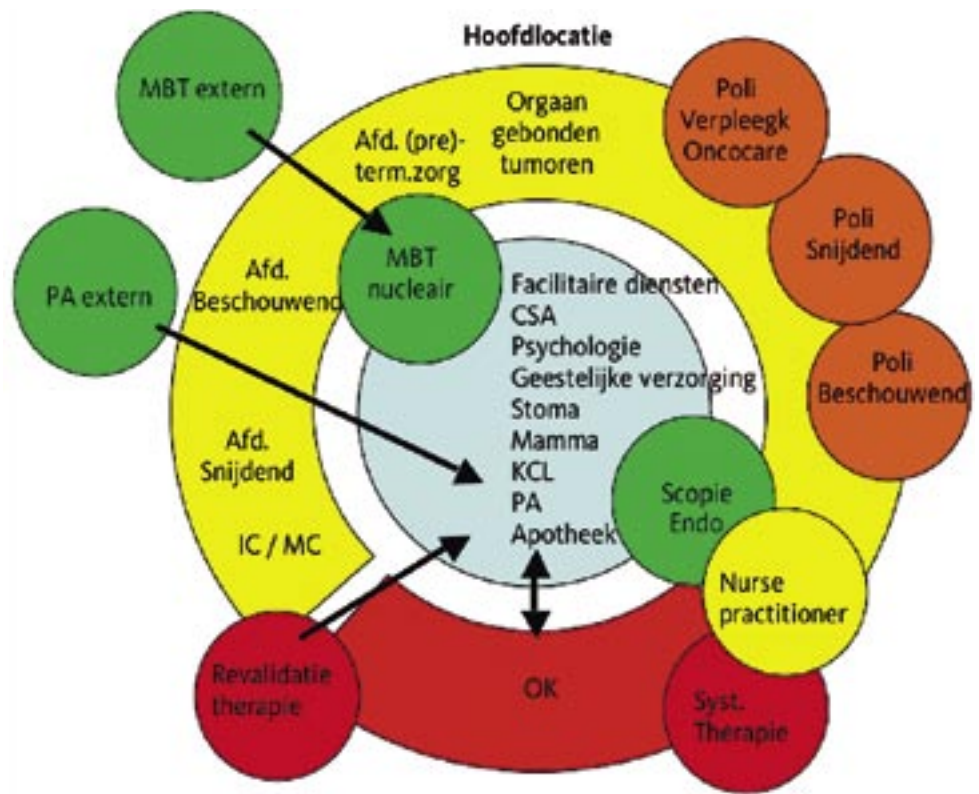 Hoofdlocatie
MBT extern
Orgaan
gebonden
tumoren
Afd. (pre)-
term.zorg
Poli
Verpleegk
Oncocare
Poli
Snijdend
MBT
nucleair
Afd.
Beschouwend
PA extern
Facilitaire diensten
CSA
Psychologie
Geestelijke verzorging
Stoma
Mamma
KCL
PA
Apotheek
Poli
Beschouwend
Afd.
Snijdend
Scopie
Endo
IC / MC
Nurse
practitioner
Revalidatie
therapie
OK
Syst.
Therapie